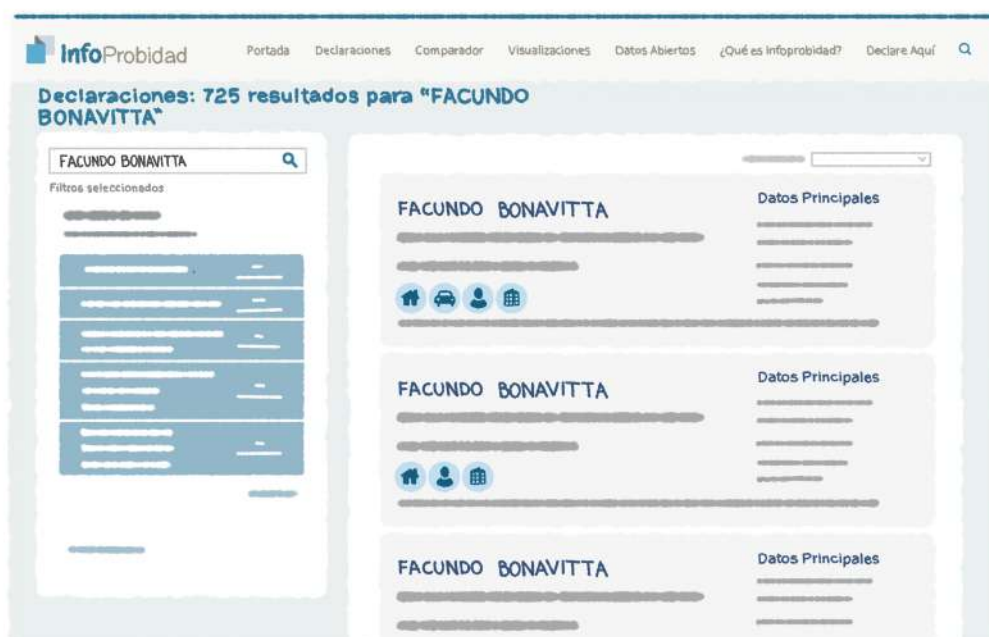 InfoProbidad
Portada Declaraciones Comparador Visualizaciones Datos Abiertos ¿Qué es Infoprobidad? Declare Aquí
Declaraciones: 725 resultados para "FACUNDO
BONAVITTA"
FACUNDO BONAVITTA
Filtros seleccionados
FACUNDO BONAVITTA
Datos Principales
FACUNDO BONAVITTA
Datos Principales
FACUNDO BONAVITTA
Datos Principales